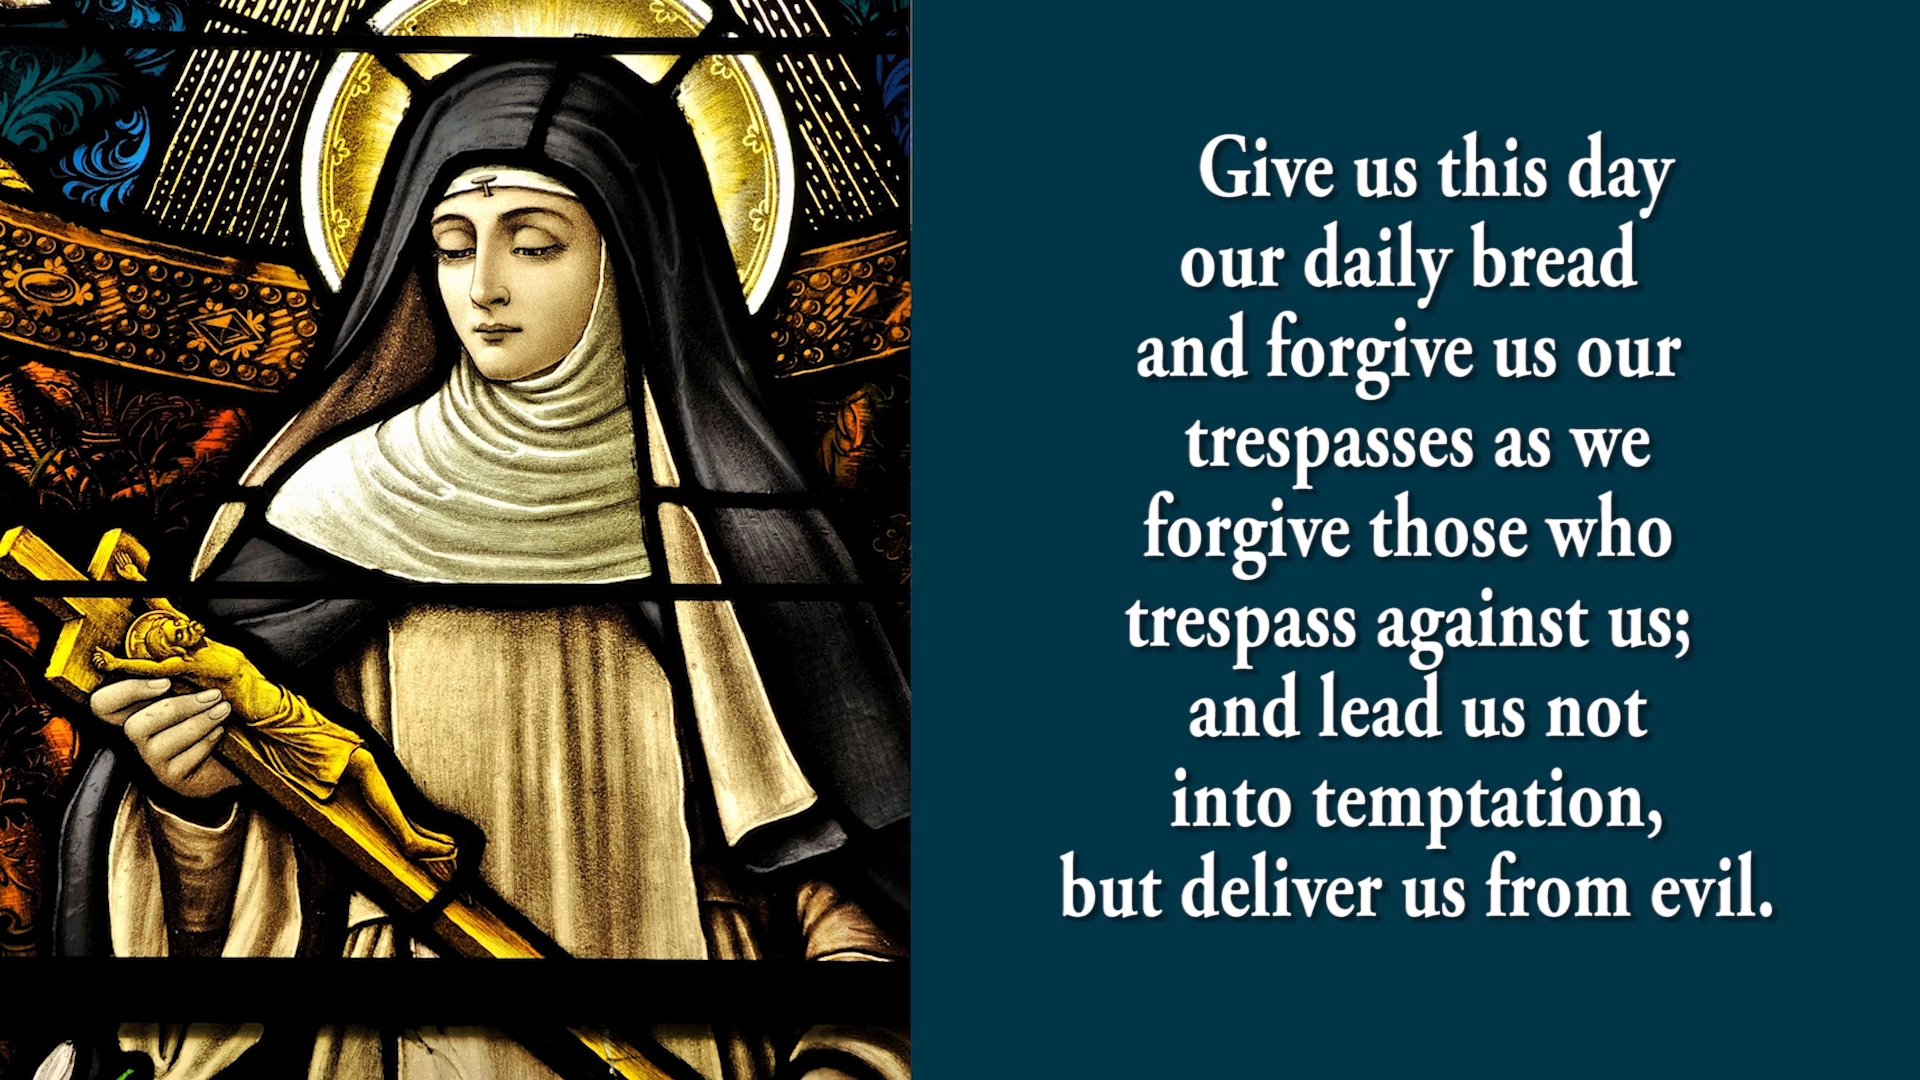 Give us this day
our daily bread
and forgive us our
trespasses as we
forgive those who
trespass against us;
and lead us not
into temptation,
but deliver us from evil.